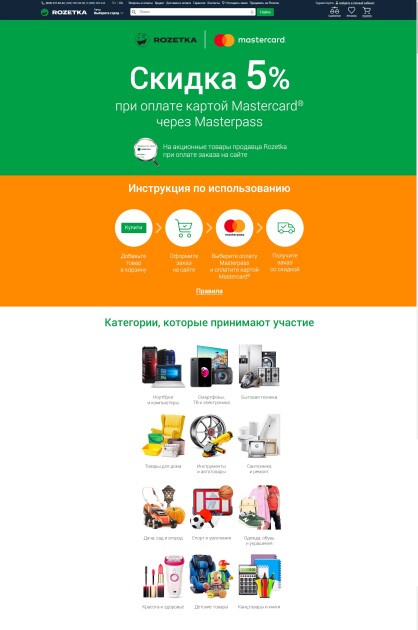 ROZETKA
Найти
ROZETKA
mastercard.
Скидка 5%
при оплате картой Mastercard®
через Masterpass
На акционные товары продавца Rozetka
при оплате заказа на сайте
Инструкция по использованию
Купити
masterpass
Добавьте
товар
в корзину
Оформите
заказ
на сайте
Выберите оплату
Masterpass
и оплатите картой
Mastercard®
Получите
заказ
со скидкой
Правила
Категории, которые принимают участие
Ноутбуки
и компьютеры
Смартфоны,
ТВ и электроника
Бытовая техника
Товары для дома
Инструменты
и автотовары
Сантехника
и ремонт
Дача, сад и огород
Спорт и увлечения
Одежда, обувь
и украшения
Красота и здоровье
Детские товары
Канцтовары и книги